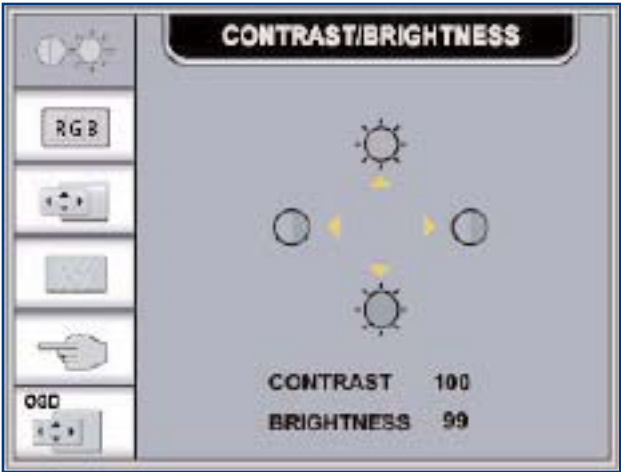 CONTRAST/BRIGHTNESS
RGB
CONTRAST 100
BRIGHTNESS 99
OSD